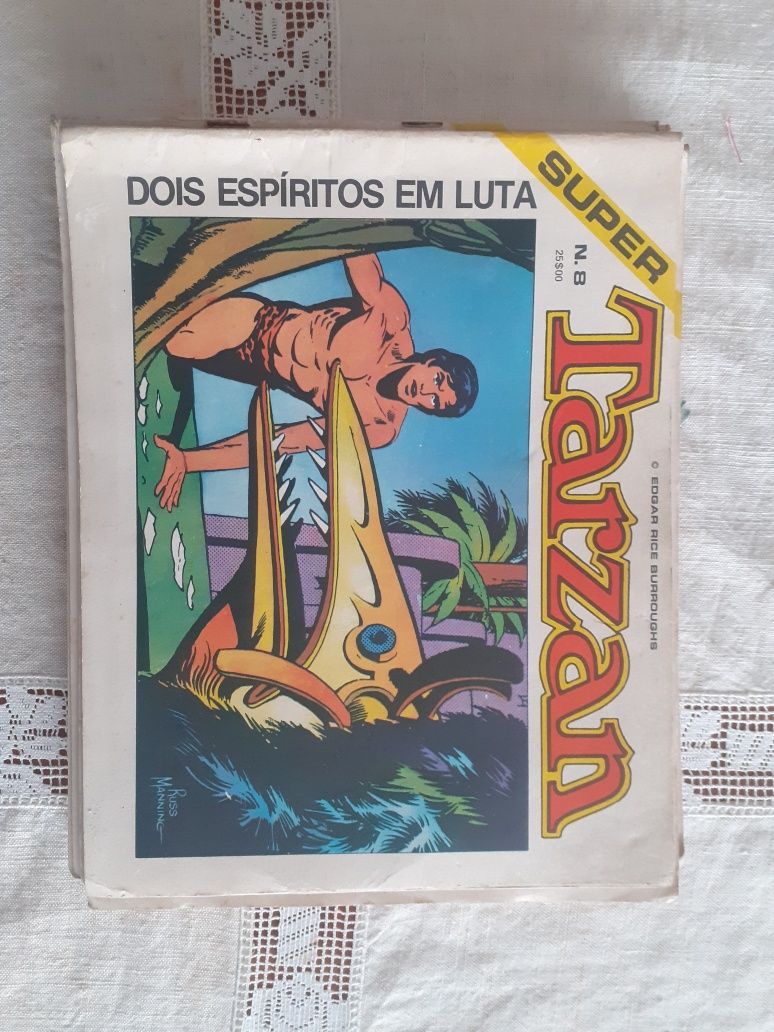 DOIS ESPÍRITOS EM LUTA
SUPER
N. 8
25$00
Tarzan
© EDGAR RICE BURROUGHS
RUSS
MANNING